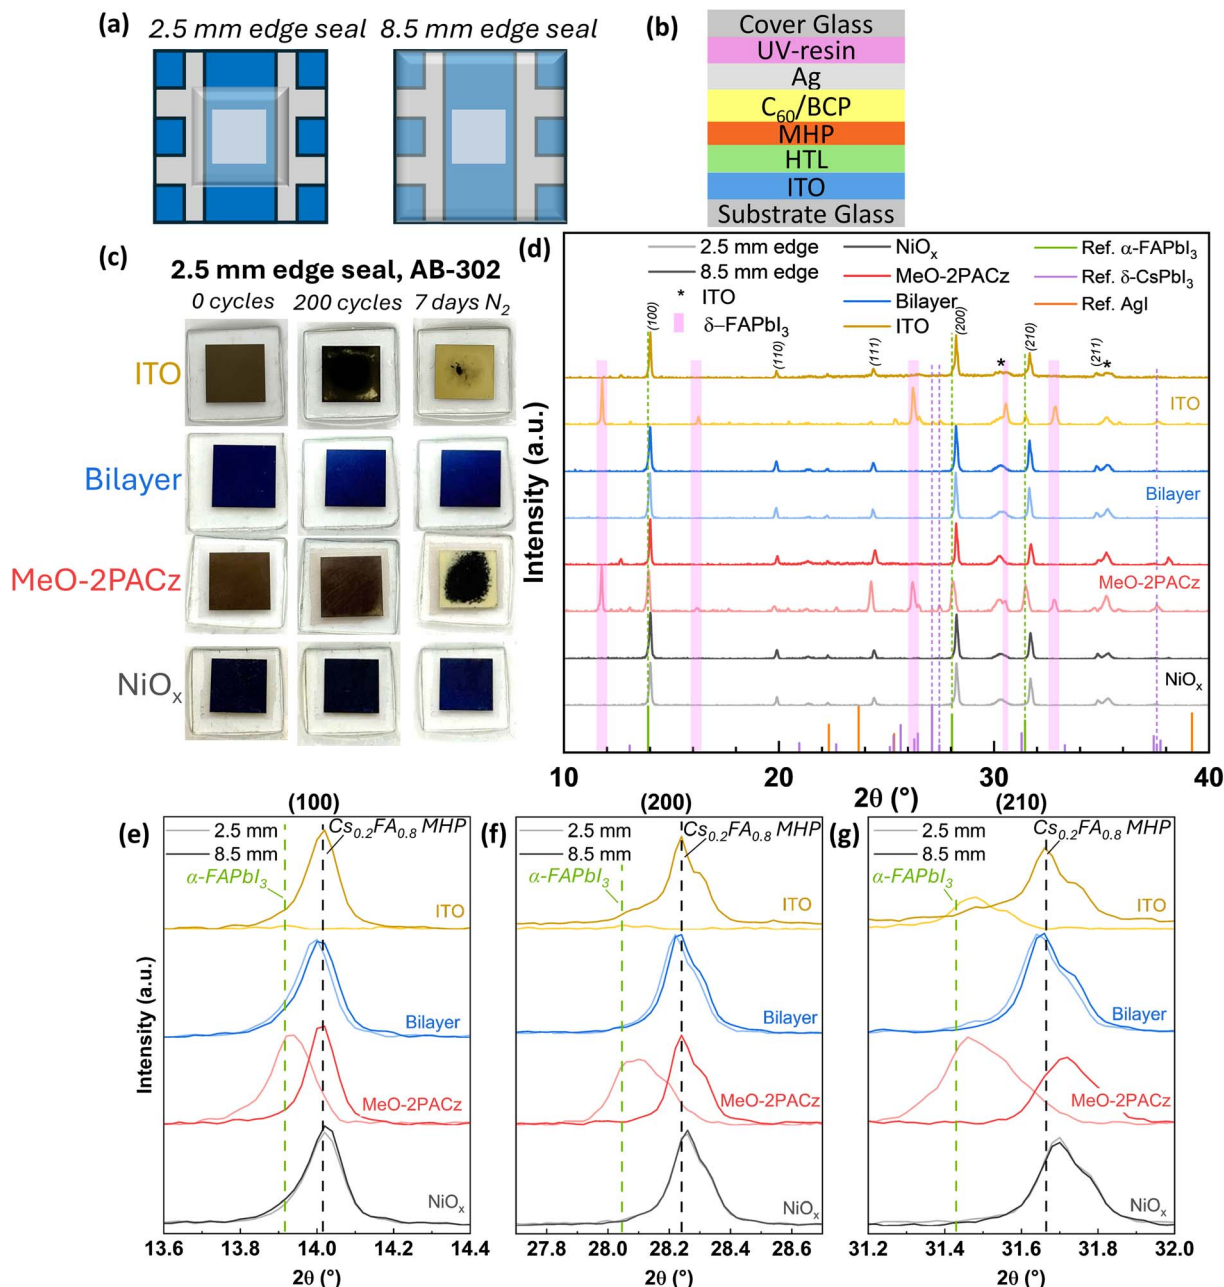 (a)
2.5 mm edge seal
8.5 mm edge seal
(b)
Cover Glass
UV-resin
Ag
C60/BCP
MHP
HTL
ITO
Substrate Glass
(c)
2.5 mm edge seal, AB-302
0 cycles
200 cycles
7 days N2
ITO
Bilayer
MeO-2PACz
NiOx
(d)
2.5 mm edge
8.5 mm edge
* ITO
δ–FAPbI3
NiOx
MeO-2PACz
Bilayer
ITO
Ref. α-FAPbI3
Ref. δ-CsPbI3
Ref. AgI
(100)
(110)
(111)
(200)
*
(210)
(211)
*
ITO
Bilayer
MeO-2PACz
NiOx
Intensity (a.u.)
10
20
30
40
2θ (°)
(100)
(200)
(210)
(e)
2.5 mm
8.5 mm
Cs0.2FA0.8 MHP
α-FAPbI3
ITO
Bilayer
MeO-2PACz
NiOx
Intensity (a.u.)
13.6
13.8
14.0
14.2
14.4
2θ (°)
(f)
2.5 mm
8.5 mm
Cs0.2FA0.8 MHP
α-FAPbI3
ITO
Bilayer
MeO-2PACz
NiOx
27.8
28.0
28.2
28.4
28.6
2θ (°)
(g)
2.5 mm
8.5 mm
Cs0.2FA0.8 MHP
α-FAPbI3
ITO
Bilayer
MeO-2PACz
NiOx
31.2
31.4
31.6
31.8
32.0
2θ (°)